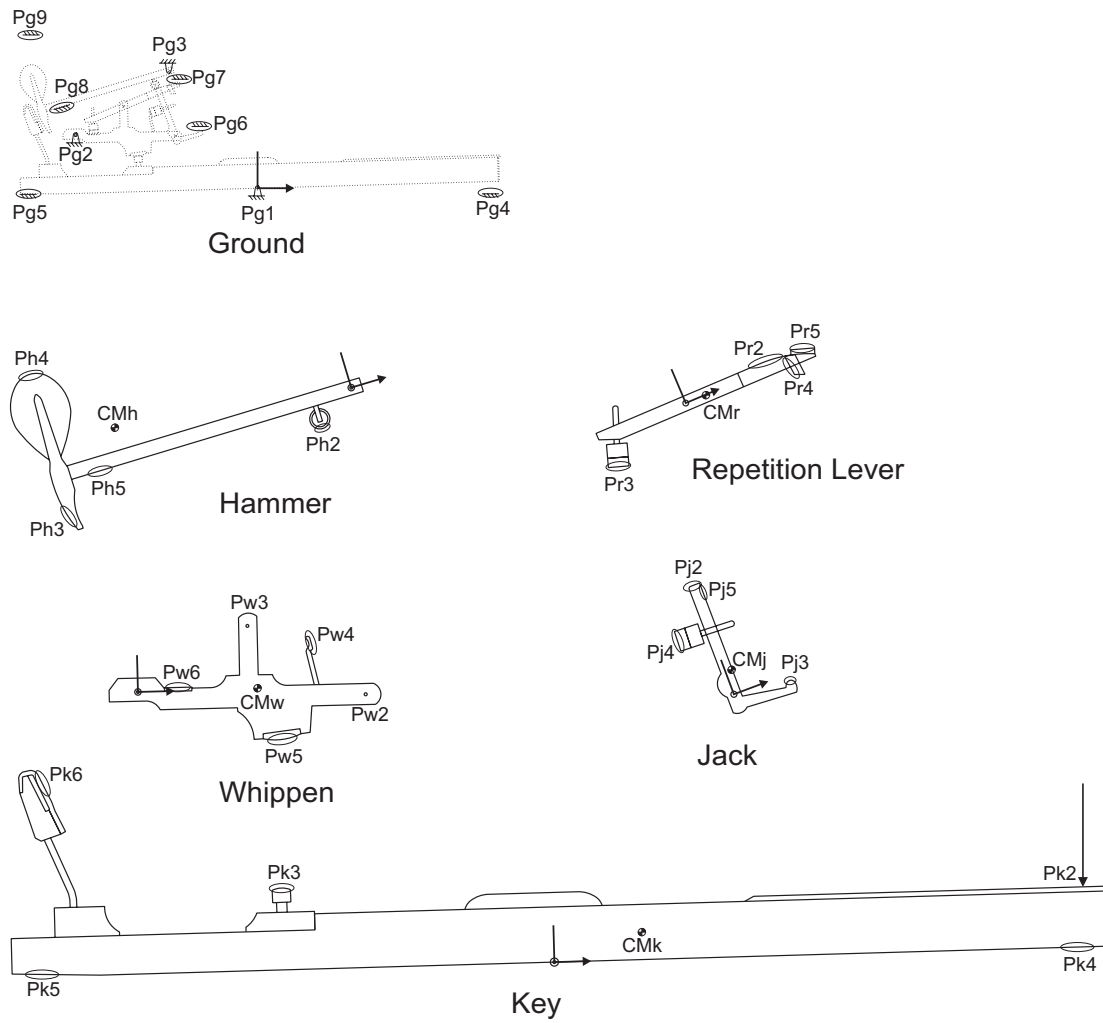 Pg9
Pg3
Pg7
Pg8
Pg6
Pg2
Pg5
Pg1
Pg4
Ground
Ph4
CMh
Ph2
Ph5
Ph3
Hammer
Pr5
Pr2
Pr4
CMr
Pr3
Repetition Lever
Pw3
Pw4
Pw6
CMw
Pw2
Pw5
Whippen
Pj2
Pj5
Pj4
CMj
Pj3
Jack
Pk6
Pk3
Pk2
CMk
Pk4
Pk5
Key